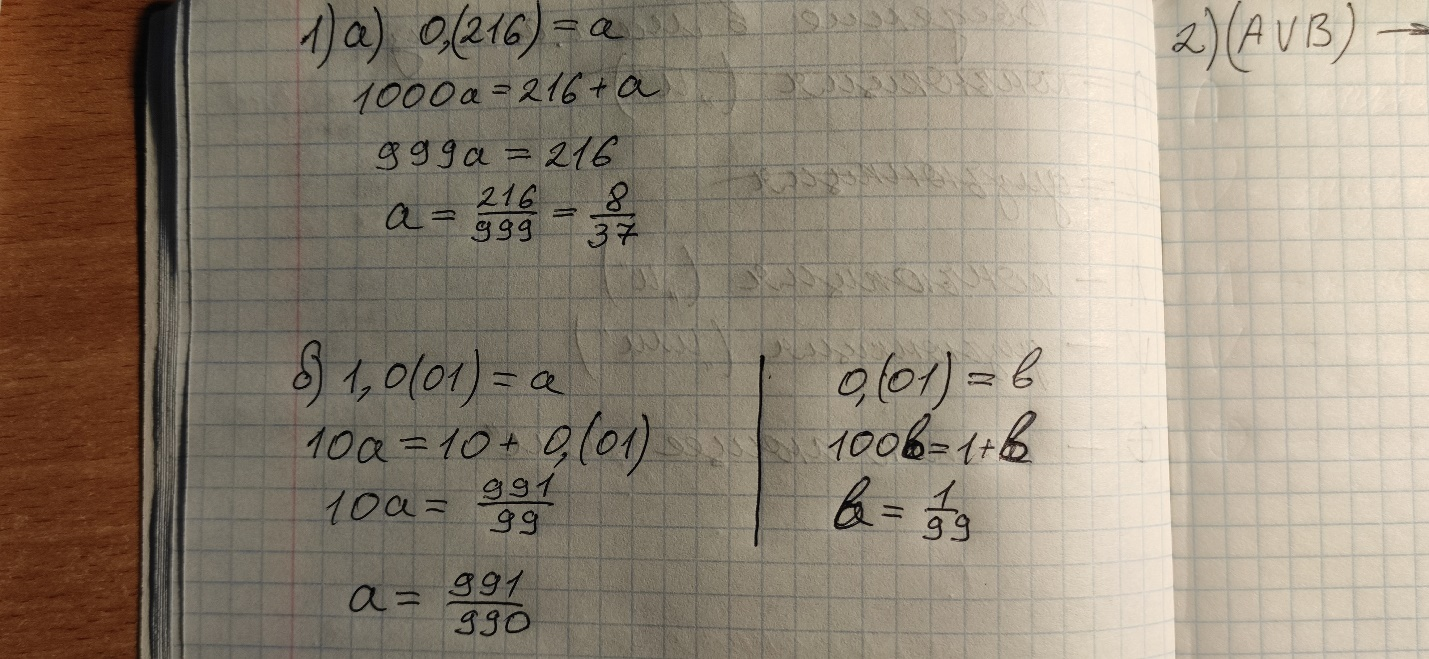 1) а) 0,(216) = a
1000a = 216 + a
999a = 216
a = 216/999 = 8/37
б) 1,0(01) = a
10a = 10 + 0,(01)
10a = 991/99
a = 991/990
0,(01) = b
100b = 1 + b
b = 1/99
2) (A ∨ B) →